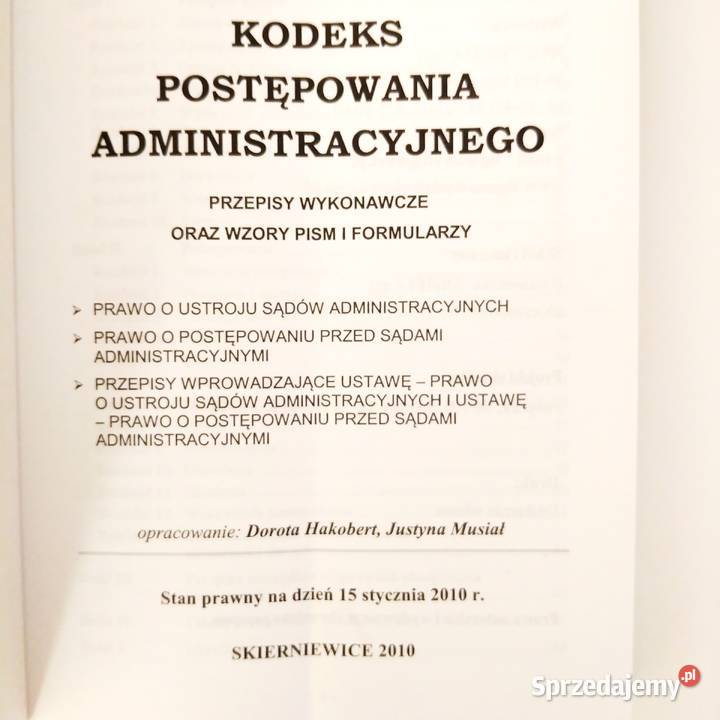 KODEKS
POSTĘPOWANIA
ADMINISTRACYJNEGO
PRZEPISY WYKONAWCZE
ORAZ WZORY PISM I FORMULARZY
➢ PRAWO O USTROJU SĄDÓW ADMINISTRACYJNYCH
➢ PRAWO O POSTĘPOWANIU PRZED SĄDAMI
ADMINISTRACYJNYMI
➢ PRZEPISY WPROWADZAJĄCE USTAWĘ – PRAWO
O USTROJU SĄDÓW ADMINISTRACYJNYCH I USTAWĘ
– PRAWO O POSTĘPOWANIU PRZED SĄDAMI
ADMINISTRACYJNYMI
opracowanie: Dorota Hakobert, Justyna Musiał
Stan prawny na dzień 15 stycznia 2010 r.
SKIERNIEWICE 2010
Sprzedajemy.pl